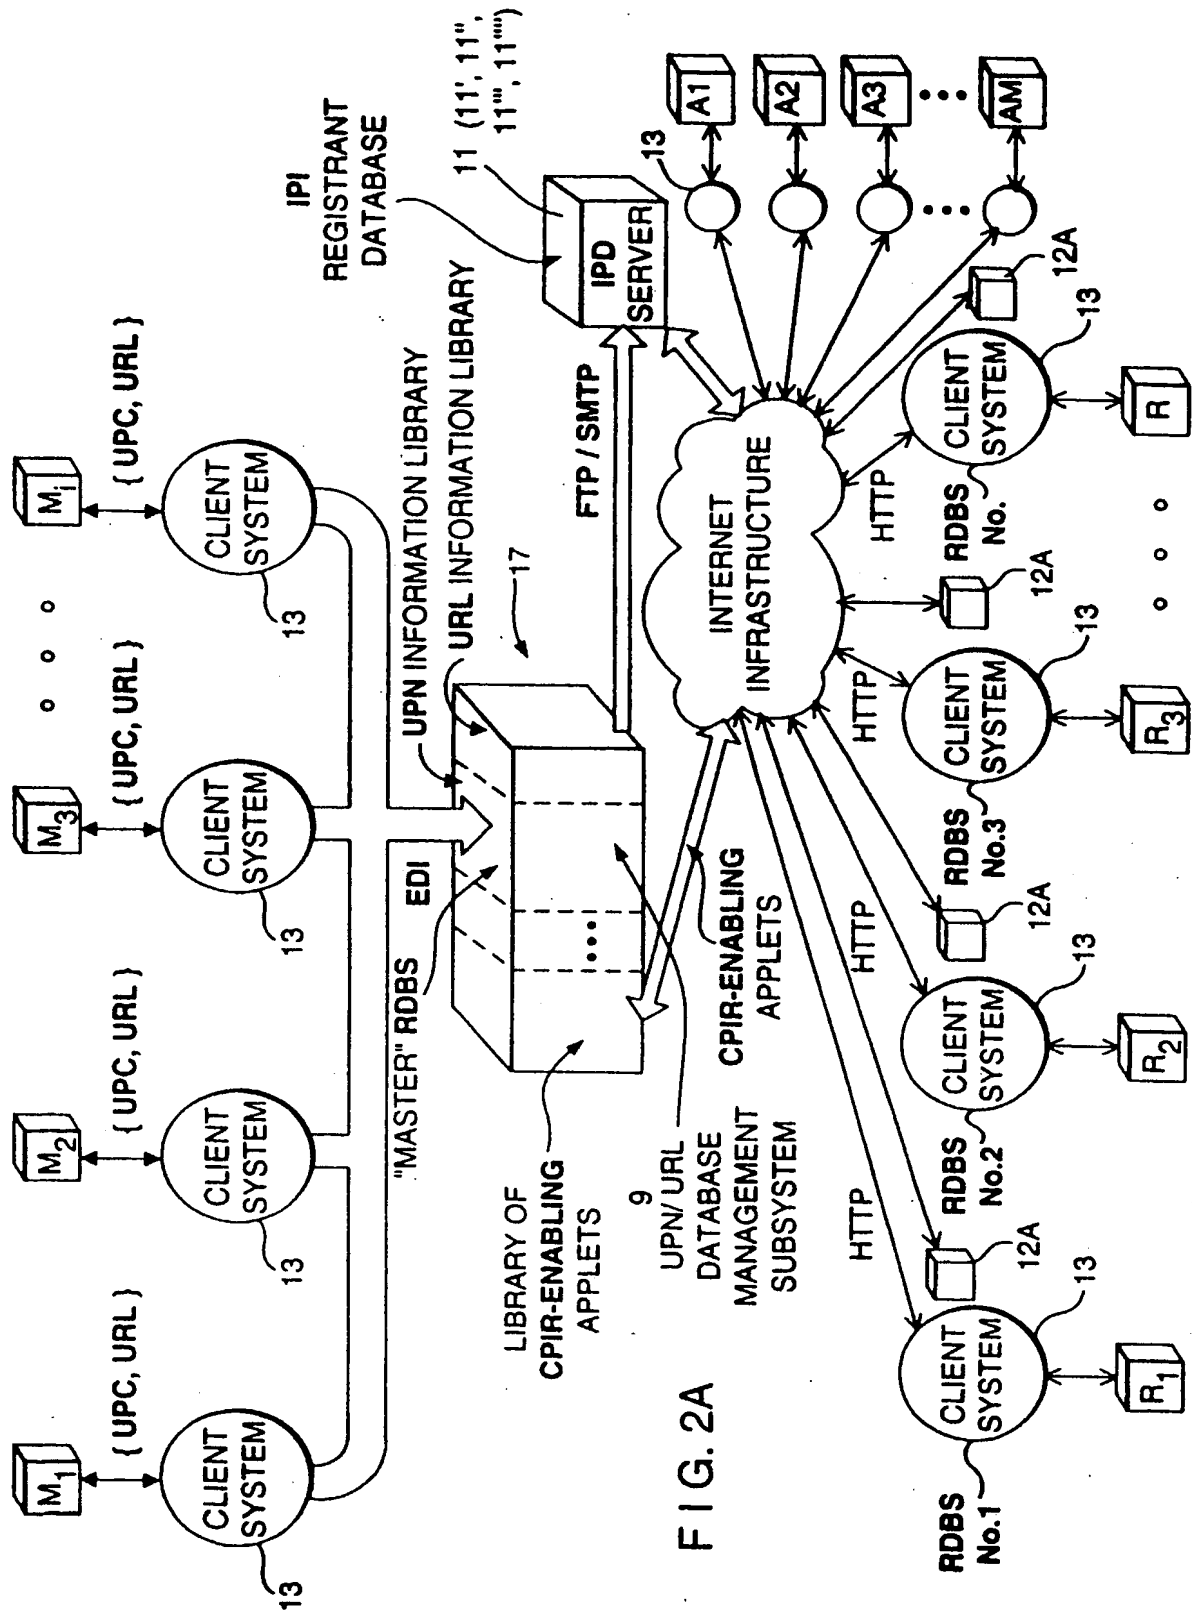 M1
M2
M3
Mi
{ UPC, URL }
{ UPC, URL }
{ UPC, URL }
{ UPC, URL }
CLIENT
SYSTEM
CLIENT
SYSTEM
CLIENT
SYSTEM
CLIENT
SYSTEM
13
13
13
13
"MASTER" RDBS
EDI
UPN INFORMATION LIBRARY
URL INFORMATION LIBRARY
IPI
REGISTRANT
DATABASE
11 (11', 11'',
11''', 11'''')
17
LIBRARY OF
CPIR-ENABLING
APPLETS
FTP / SMTP
IPD
SERVER
9
UPN/ URL
DATABASE
MANAGEMENT
SUBSYSTEM
CPIR-ENABLING
APPLETS
INTERNET
INFRASTRUCTURE
13
A1
A2
A3
AM
FIG. 2A
HTTP
HTTP
HTTP
HTTP
12A
12A
12A
12A
RDBS
No.1
CLIENT
SYSTEM
13
RDBS
No.2
CLIENT
SYSTEM
13
RDBS
No.3
CLIENT
SYSTEM
13
RDBS
No.
CLIENT
SYSTEM
13
R1
R2
R3
R